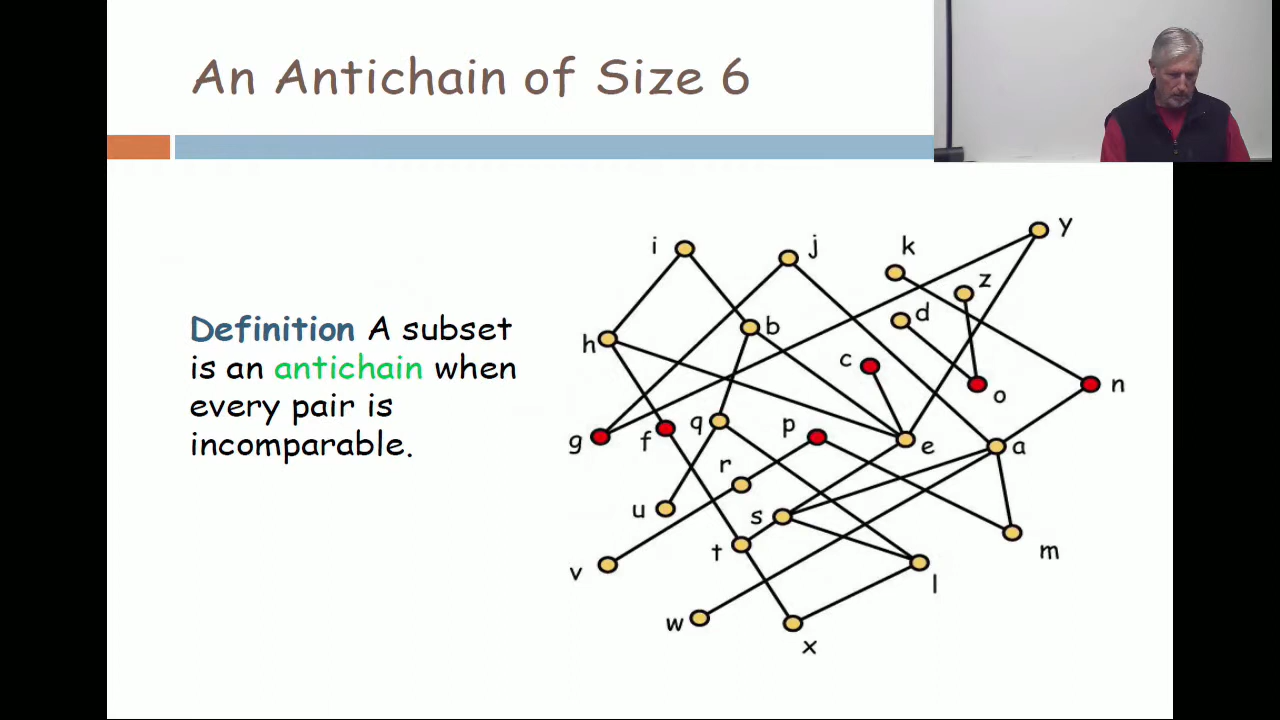 An Antichain of Size 6
Definition A subset
is an antichain when
every pair is
incomparable.
y
i
j
k
z
d
b
h
c
n
o
g
f
q
p
e
a
r
u
s
t
m
v
l
w
x